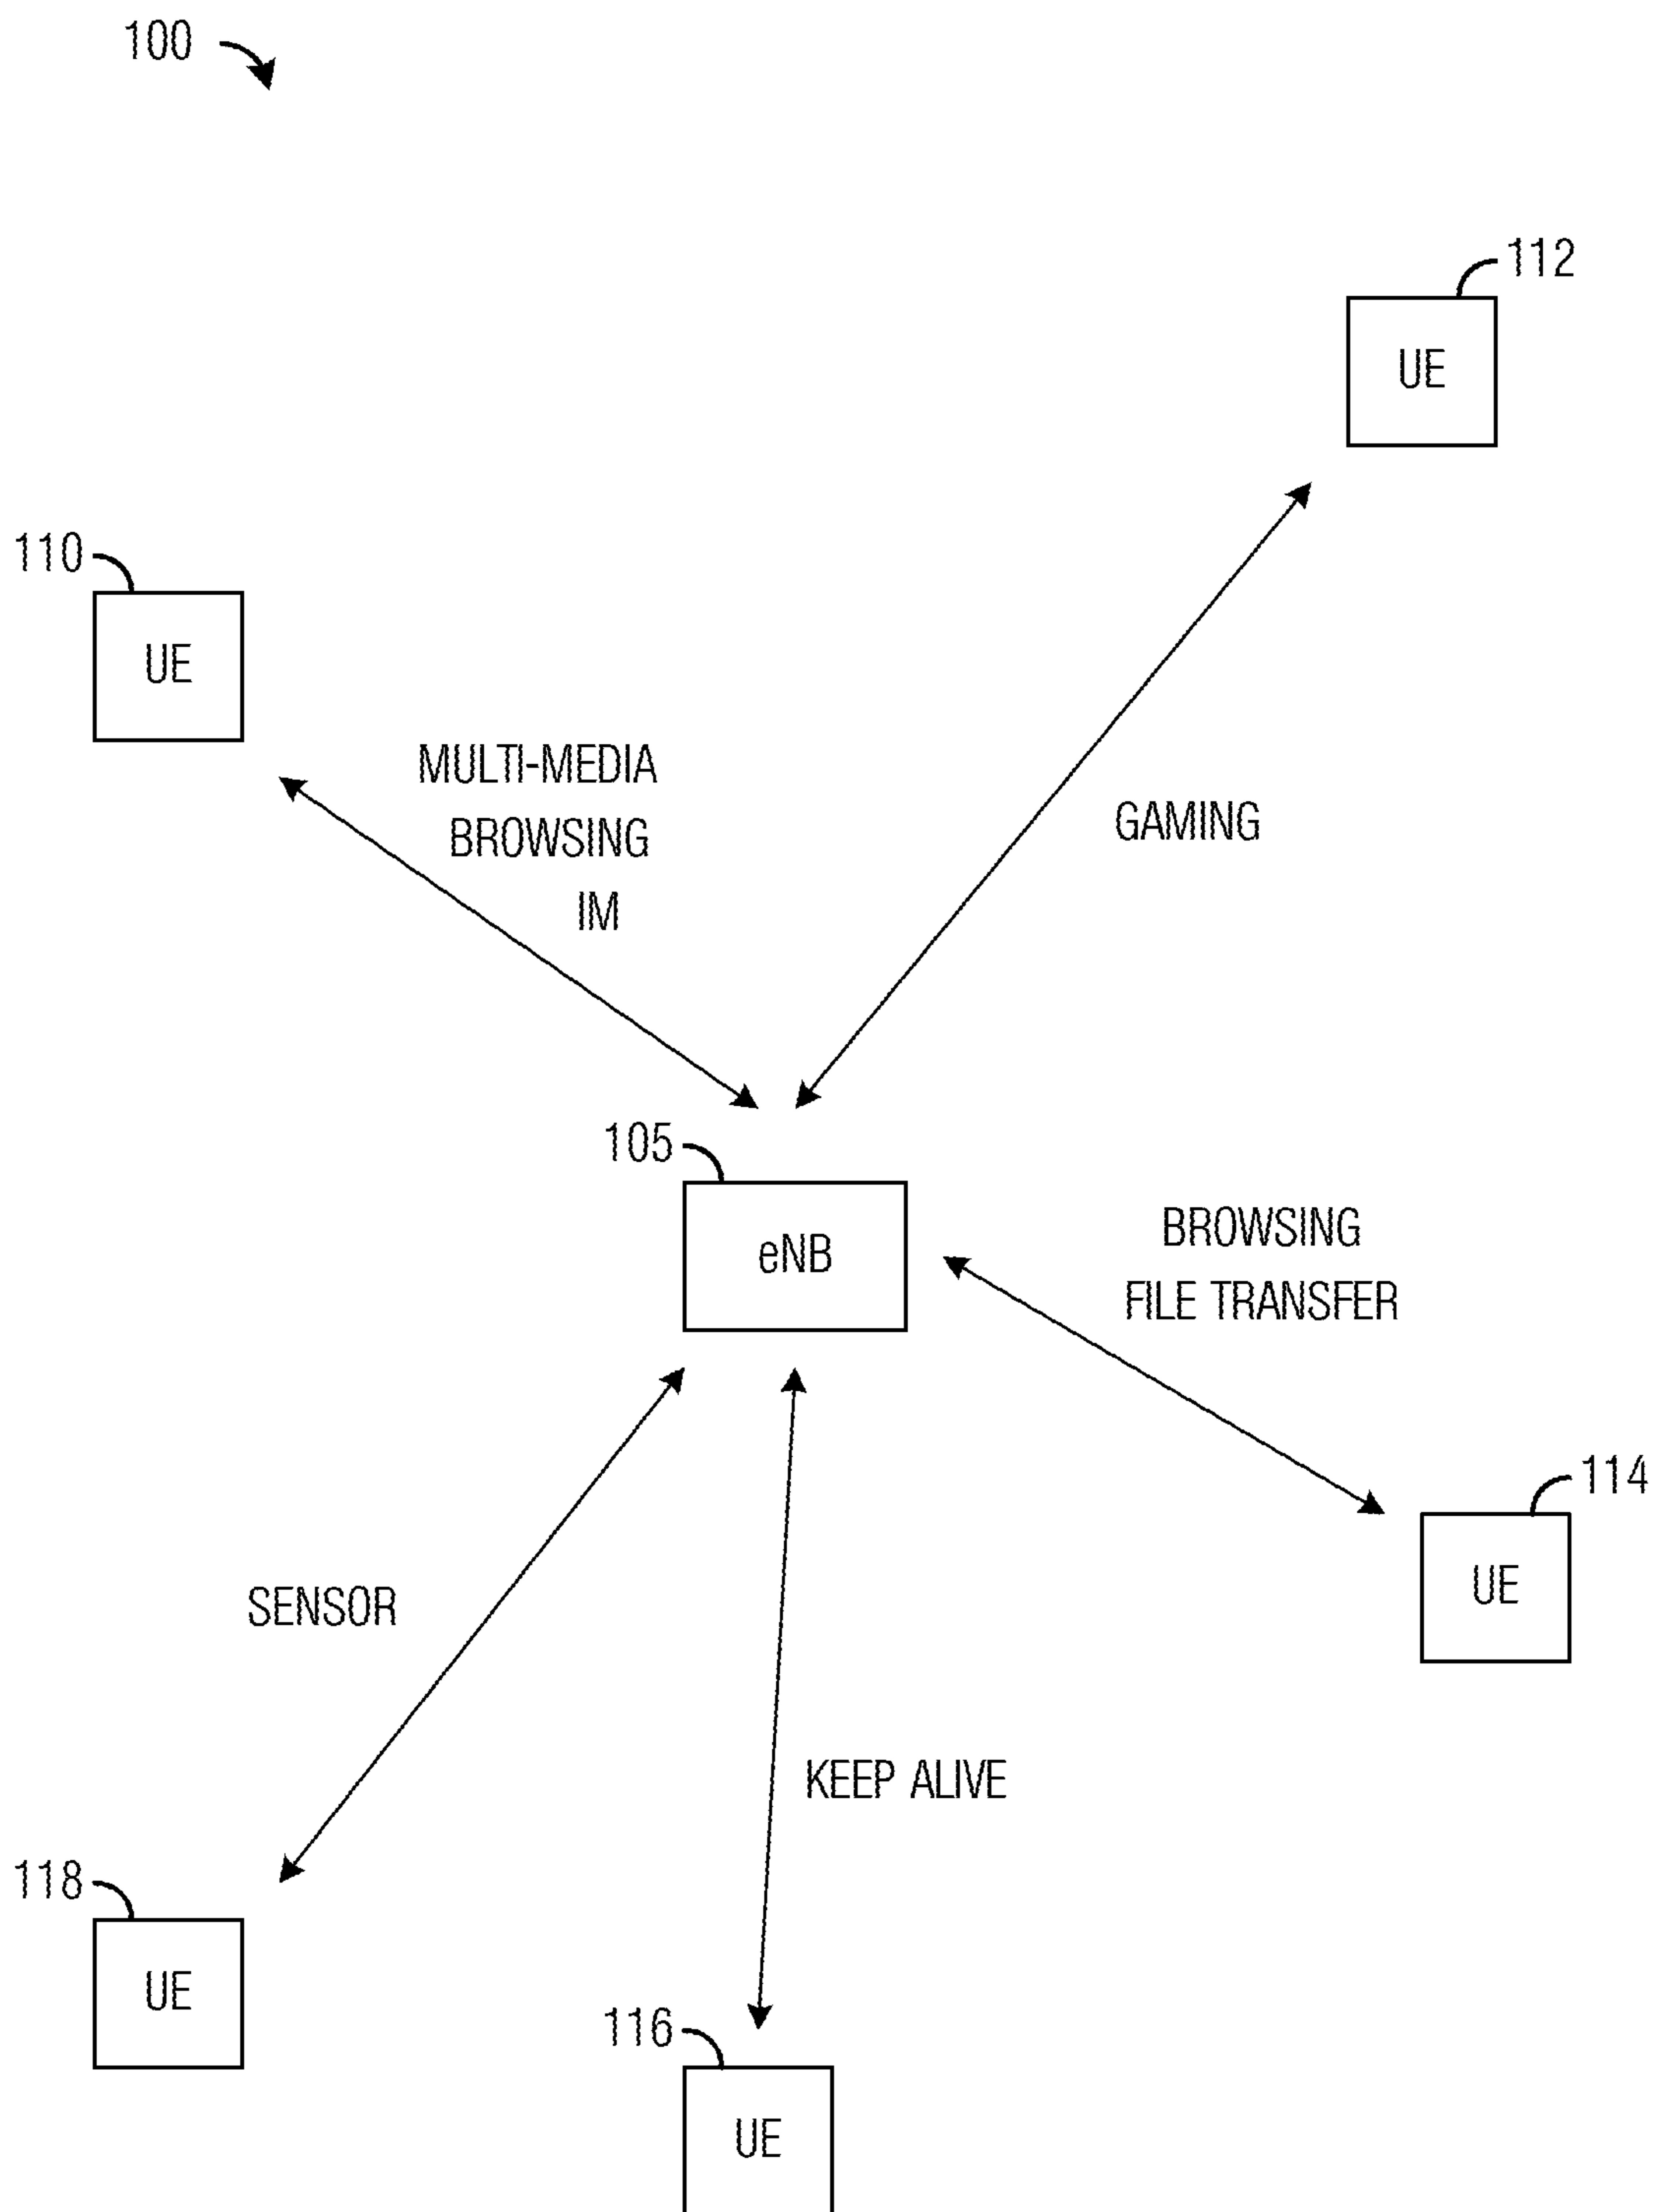 100
112
UE
110
UE
MULTI-MEDIA
BROWSING
IM
GAMING
105
eNB
BROWSING
FILE TRANSFER
114
UE
SENSOR
KEEP ALIVE
118
UE
116
UE